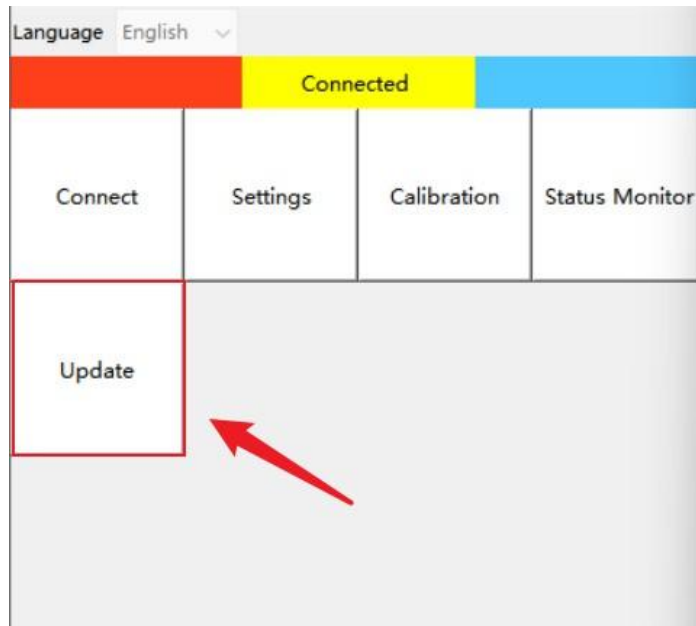 Language English
Connected
Connect Settings Calibration Status Monitor
Update